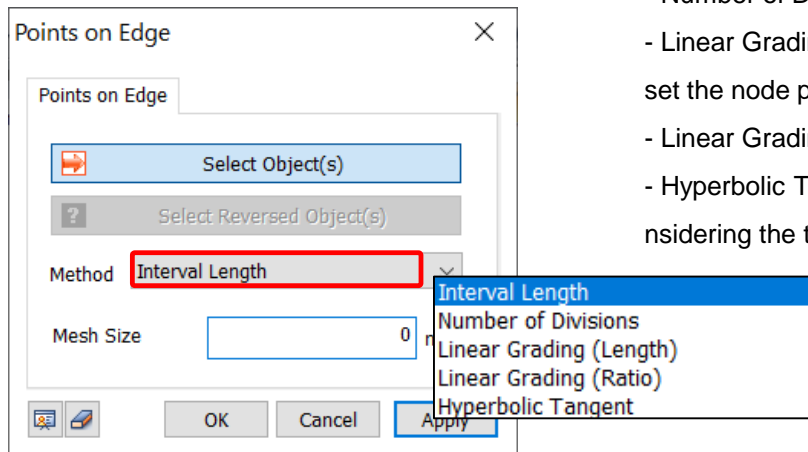 Points on Edge
Points on Edge
Select Object(s)
? Select Reversed Object(s)
Method Interval Length
Mesh Size 0
OK Cancel Apply
Interval Length
Number of Divisions
Linear Grading (Length)
Linear Grading (Ratio)
Hyperbolic Tangent
- Linear Gradi
set the node p
- Linear Gradi
- Hyperbolic T
nsidering the t